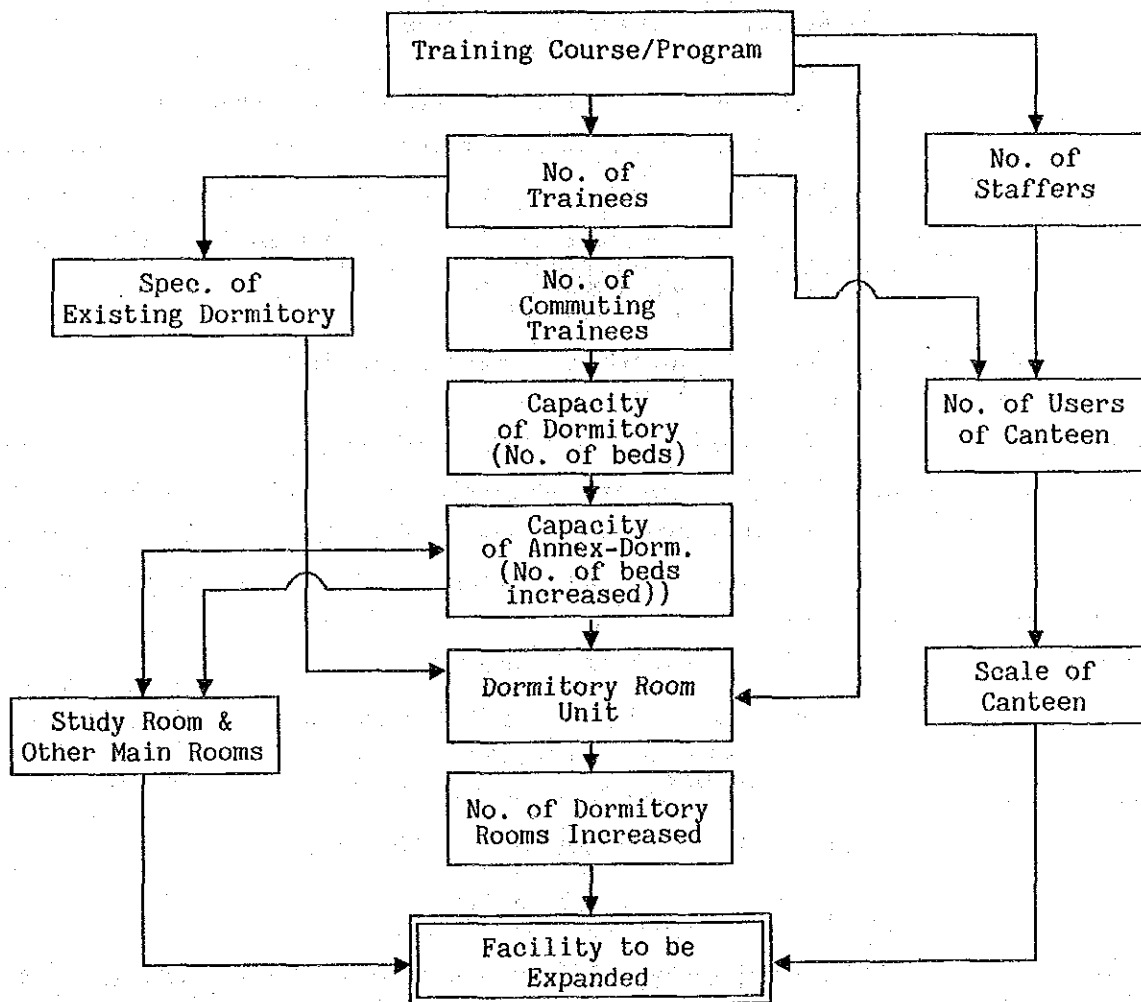 Training Course/Program
No. of
Trainees
No. of
Staffers
Spec. of
Existing Dormitory
No. of
Commuting
Trainees
Capacity
of Dormitory
(No. of beds)
No. of Users
of Canteen
Capacity
of Annex-Dorm.
(No. of beds
increased))
Dormitory Room
Unit
Scale of
Canteen
Study Room &
Other Main Rooms
No. of Dormitory
Rooms Increased
Facility to be
Expanded